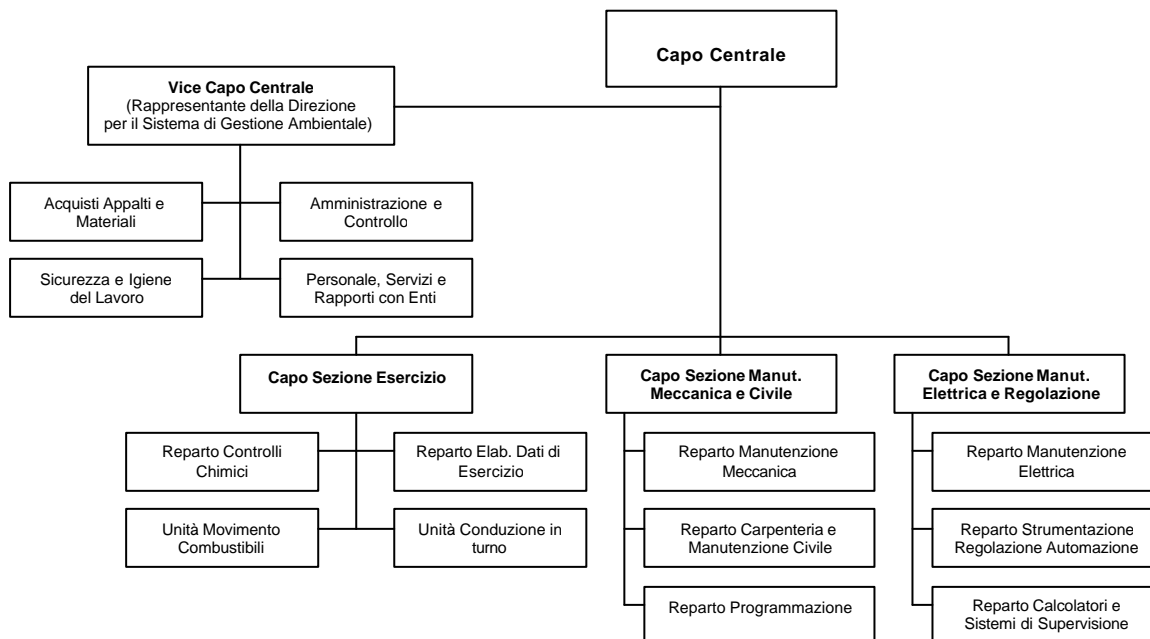 Capo Centrale
Vice Capo Centrale
(Rappresentante della Direzione
per il Sistema di Gestione Ambientale)
Acquisti Appalti e
Materiali
Amministrazione e
Controllo
Sicurezza e Igiene
del Lavoro
Personale, Servizi e
Rapporti con Enti
Capo Sezione Esercizio
Capo Sezione Manut.
Meccanica e Civile
Capo Sezione Manut.
Elettrica e Regolazione
Reparto Controlli
Chimici
Reparto Elab. Dati di
Esercizio
Unità Movimento
Combustibili
Unità Conduzione in
turno
Reparto Manutenzione
Meccanica
Reparto Carpenteria e
Manutenzione Civile
Reparto Programmazione
Reparto Manutenzione
Elettrica
Reparto Strumentazione
Regolazione Automazione
Reparto Calcolatori e
Sistemi di Supervisione